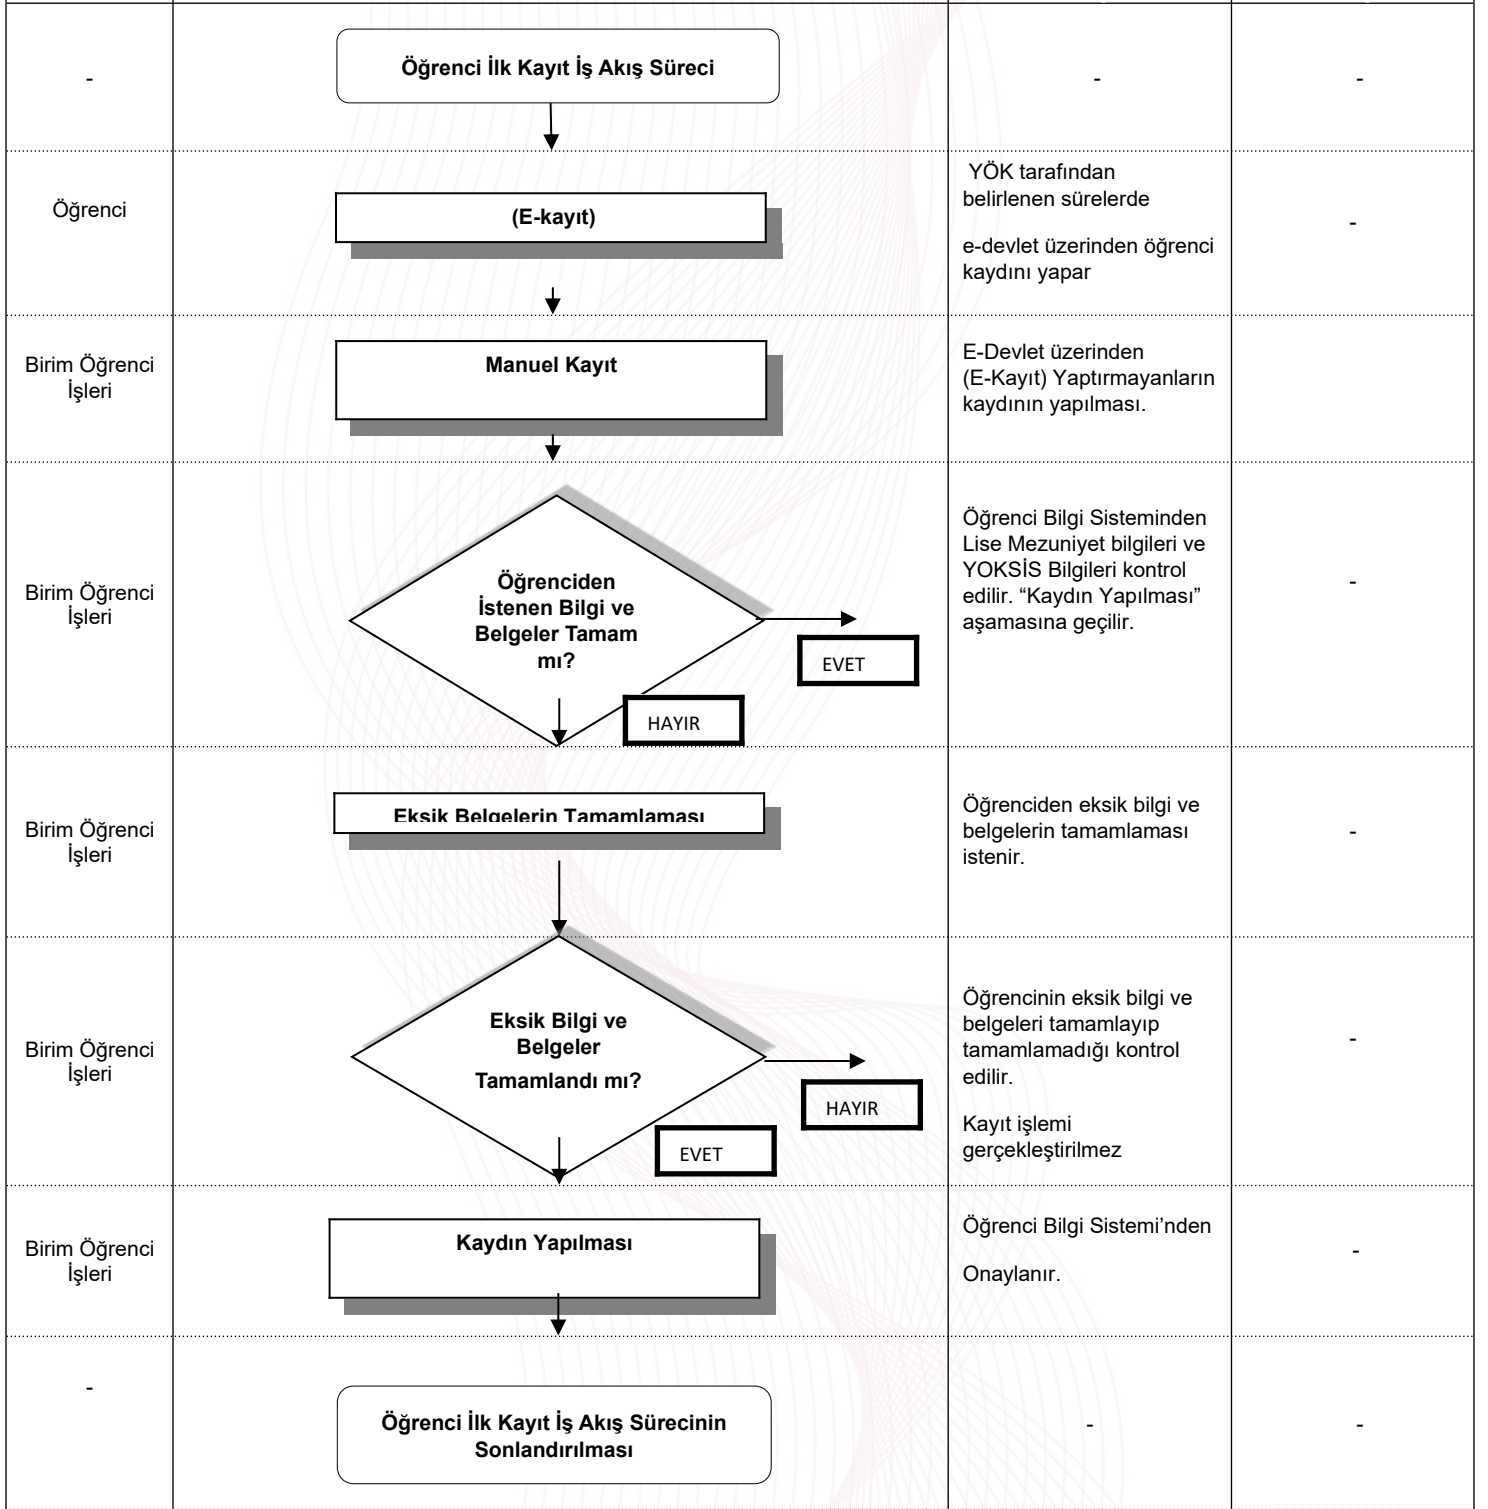 -
Öğrenci İlk Kayıt İş Akış Süreci
-
-
Öğrenci
(E-kayıt)
YÖK tarafından
belirlenen sürelerde
e-devlet üzerinden öğrenci
kaydını yapar
-
Birim Öğrenci
İşleri
Manuel Kayıt
E-Devlet üzerinden
(E-Kayıt) Yaptırmayanların
kaydının yapılması.
Birim Öğrenci
İşleri
Öğrenciden
İstenen Bilgi ve
Belgeler Tamam
mı?
EVET
HAYIR
Öğrenci Bilgi Sisteminden
Lise Mezuniyet bilgileri ve
YOKSİS Bilgileri kontrol
edilir. “Kaydın Yapılması”
aşamasına geçilir.
-
Birim Öğrenci
İşleri
Eksik Belgelerin Tamamlaması
Öğrenciden eksik bilgi ve
belgelerin tamamlaması
istenir.
-
Birim Öğrenci
İşleri
Eksik Bilgi ve
Belgeler
Tamamlandı mı?
HAYIR
EVET
Öğrencinin eksik bilgi ve
belgeleri tamamlayıp
tamamlamadığı kontrol
edilir.
Kayıt işlemi
gerçekleştirilmez
-
Birim Öğrenci
İşleri
Kaydın Yapılması
Öğrenci Bilgi Sistemi’nden
Onaylanır.
-
-
Öğrenci İlk Kayıt İş Akış Sürecinin
Sonlandırılması
-
-